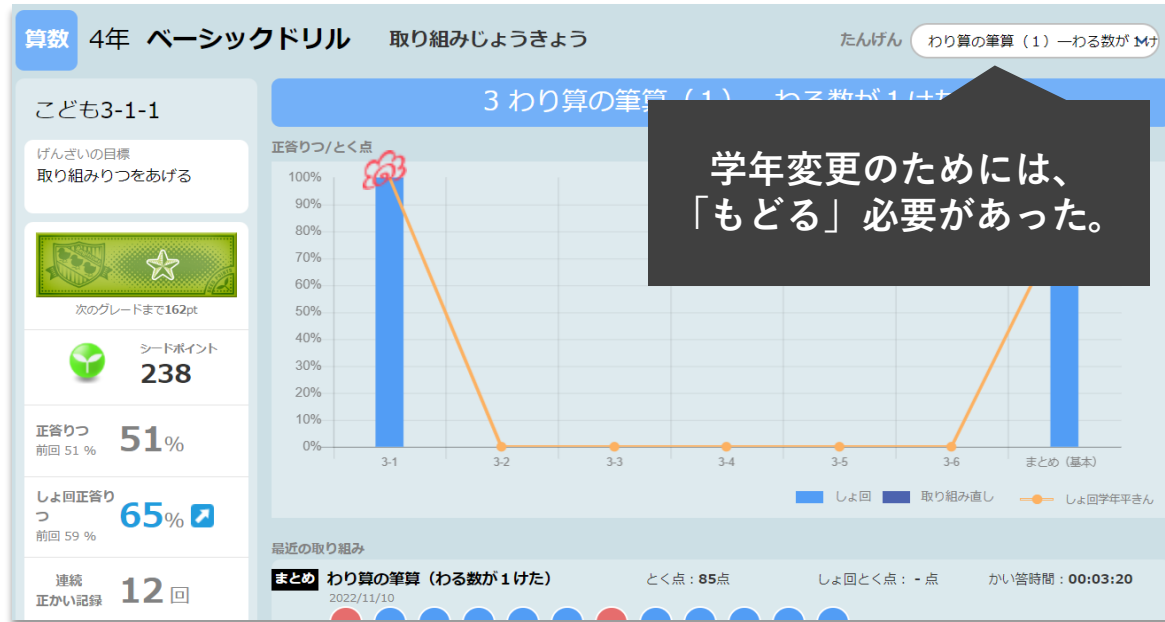 算数 4年 ベーシックドリル 取り組みじょうきょう たんげん わり算の筆算（1）―わる数が
こども3-1-1
げんざいの目標
取り組みりつをあげる
次のグレードまで162pt
シードポイント
238
正答りつ
前回 51 %
51%
しょ回正答り
つ
前回 59 %
65%
連続
正かい記録
12回
3 わり算の筆算（1）
学年変更のためには、
「もどる」必要があった。
正答りつ/とく点
100%
90%
80%
70%
60%
50%
40%
30%
20%
10%
0%
3-1 3-2 3-3 3-4 3-5 3-6 まとめ（基本）
しょ回 取り組み直し しょ回学年平きん
最近の取り組み
まとめ わり算の筆算（わる数が１けた） とく点：85点 しょ回とく点：- 点 かい答時間：00:03:20
2022/11/10